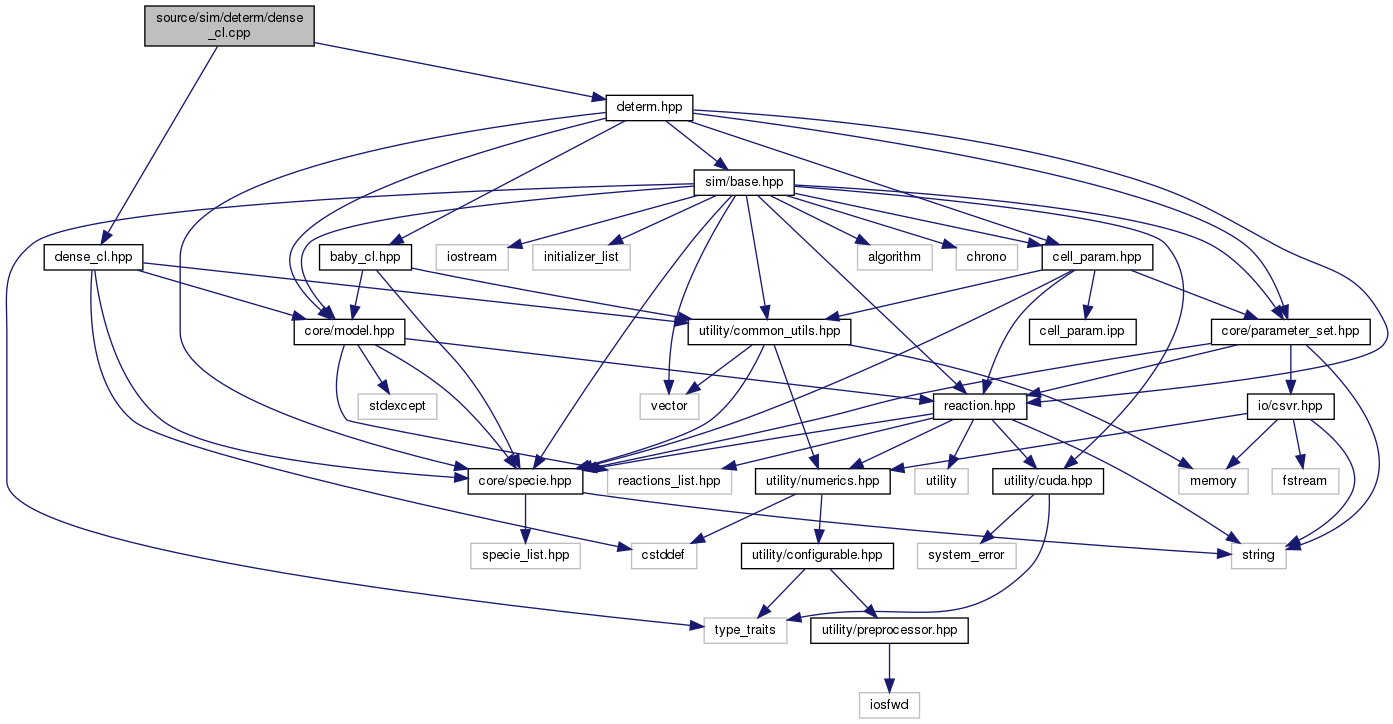 source/sim/determ/dense
_cl.cpp
determ.hpp
sim/base.hpp
dense_cl.hpp
baby_cl.hpp
iostream
initializer_list
algorithm
chrono
cell_param.hpp
core/model.hpp
utility/common_utils.hpp
cell_param.ipp
core/parameter_set.hpp
stdexcept
vector
reaction.hpp
io/csvr.hpp
core/specie.hpp
reactions_list.hpp
utility/numerics.hpp
utility
utility/cuda.hpp
memory
fstream
specie_list.hpp
cstddef
utility/configurable.hpp
system_error
string
type_traits
utility/preprocessor.hpp
iosfwd